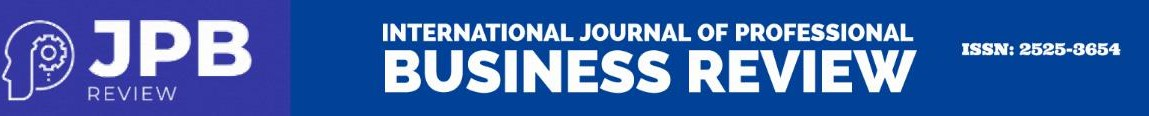 JPB
REVIEW
INTERNATIONAL JOURNAL OF PROFESSIONAL
BUSINESS REVIEW
ISSN: 2525-3654